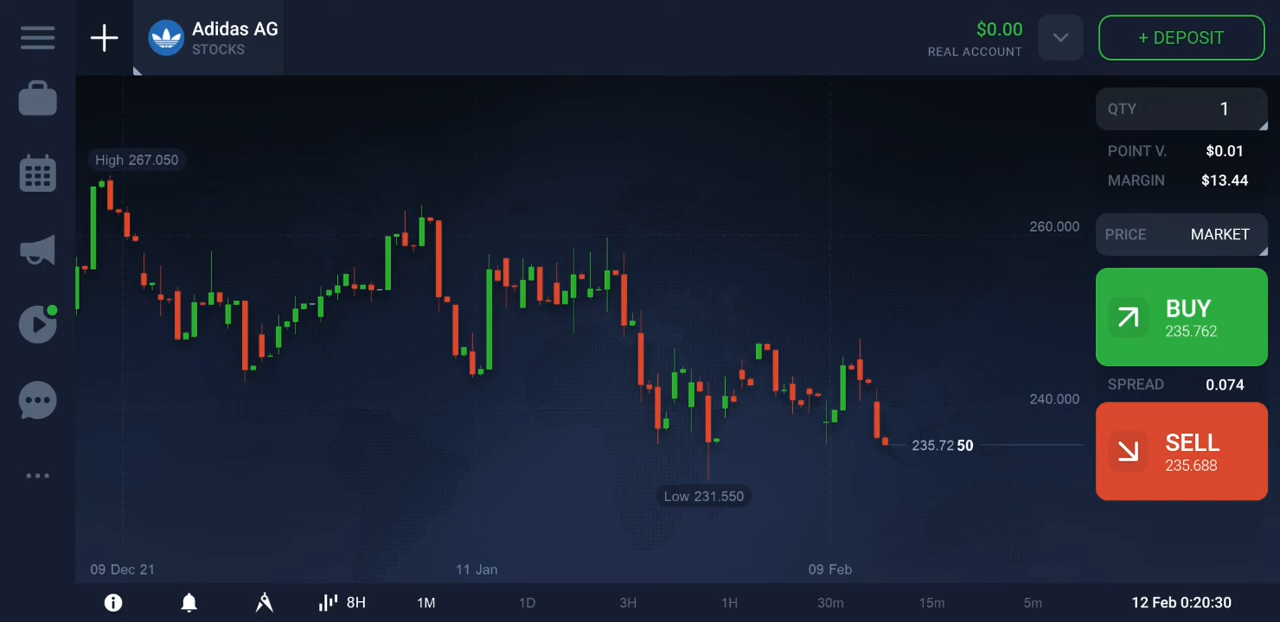 Adidas AG
STOCKS
$0.00
REAL ACCOUNT
+ DEPOSIT
QTY 1
POINT V. $0.01
MARGIN $13.44
PRICE MARKET
BUY
235.762
SPREAD 0.074
SELL
235.688
High 267.050
260.000
240.000
235.7250
Low 231.550
09 Dec 21 11 Jan 09 Feb
8H 1M 1D 3H 1H 30m 15m 5m 12 Feb 0:20:30